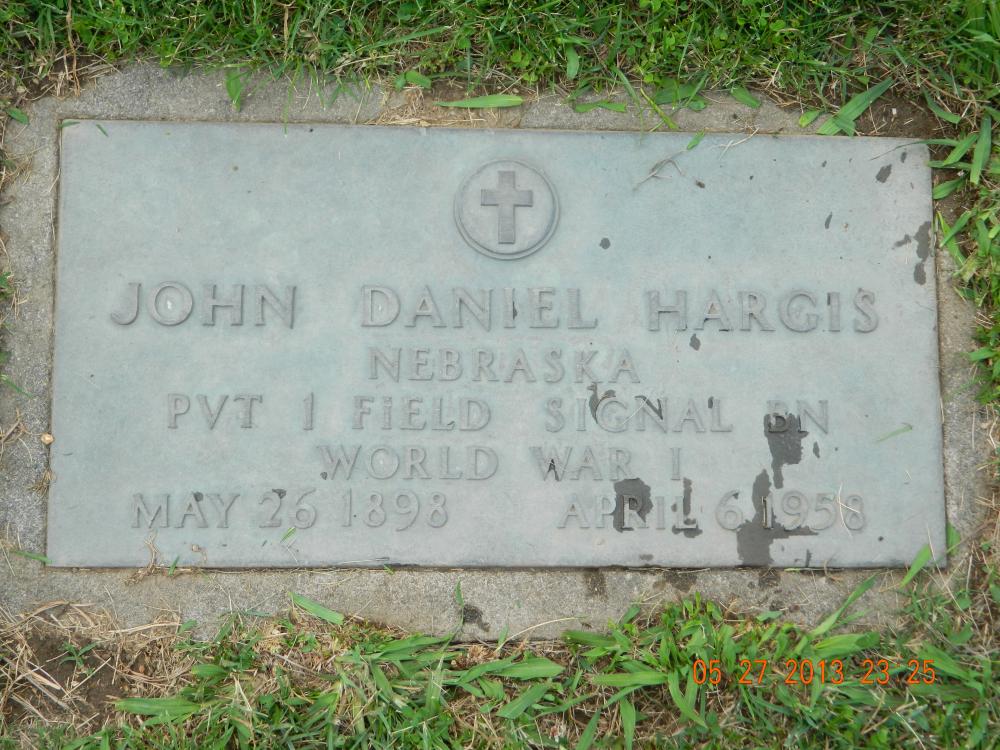 JOHN DANIEL HARGIS
NEBRASKA
PVT 1 FIELD SIGNAL BN
WORLD WAR I
MAY 26 1898 APRIL 6 1958
05 27 2013 23 25